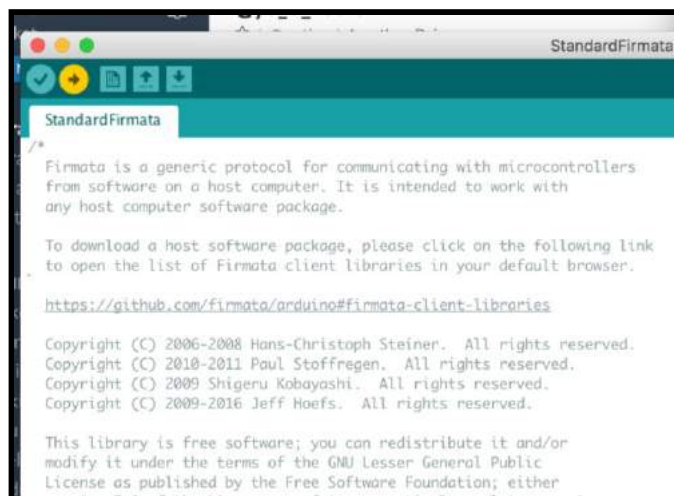 StandardFirmata
StandardFirmata
/*
Firmata is a generic protocol for communicating with microcontrollers
from software on a host computer. It is intended to work with
any host computer software package.
To download a host software package, please click on the following link
to open the list of Firmata client libraries in your default browser.
https://github.com/firmata/arduino#firmata-client-libraries
Copyright (C) 2006-2008 Hans-Christoph Steiner. All rights reserved.
Copyright (C) 2010-2011 Paul Stoffregen. All rights reserved.
Copyright (C) 2009 Shigeru Kobayashi. All rights reserved.
Copyright (C) 2009-2016 Jeff Hoefs. All rights reserved.
This library is free software; you can redistribute it and/or
modify it under the terms of the GNU Lesser General Public
License as published by the Free Software Foundation; either